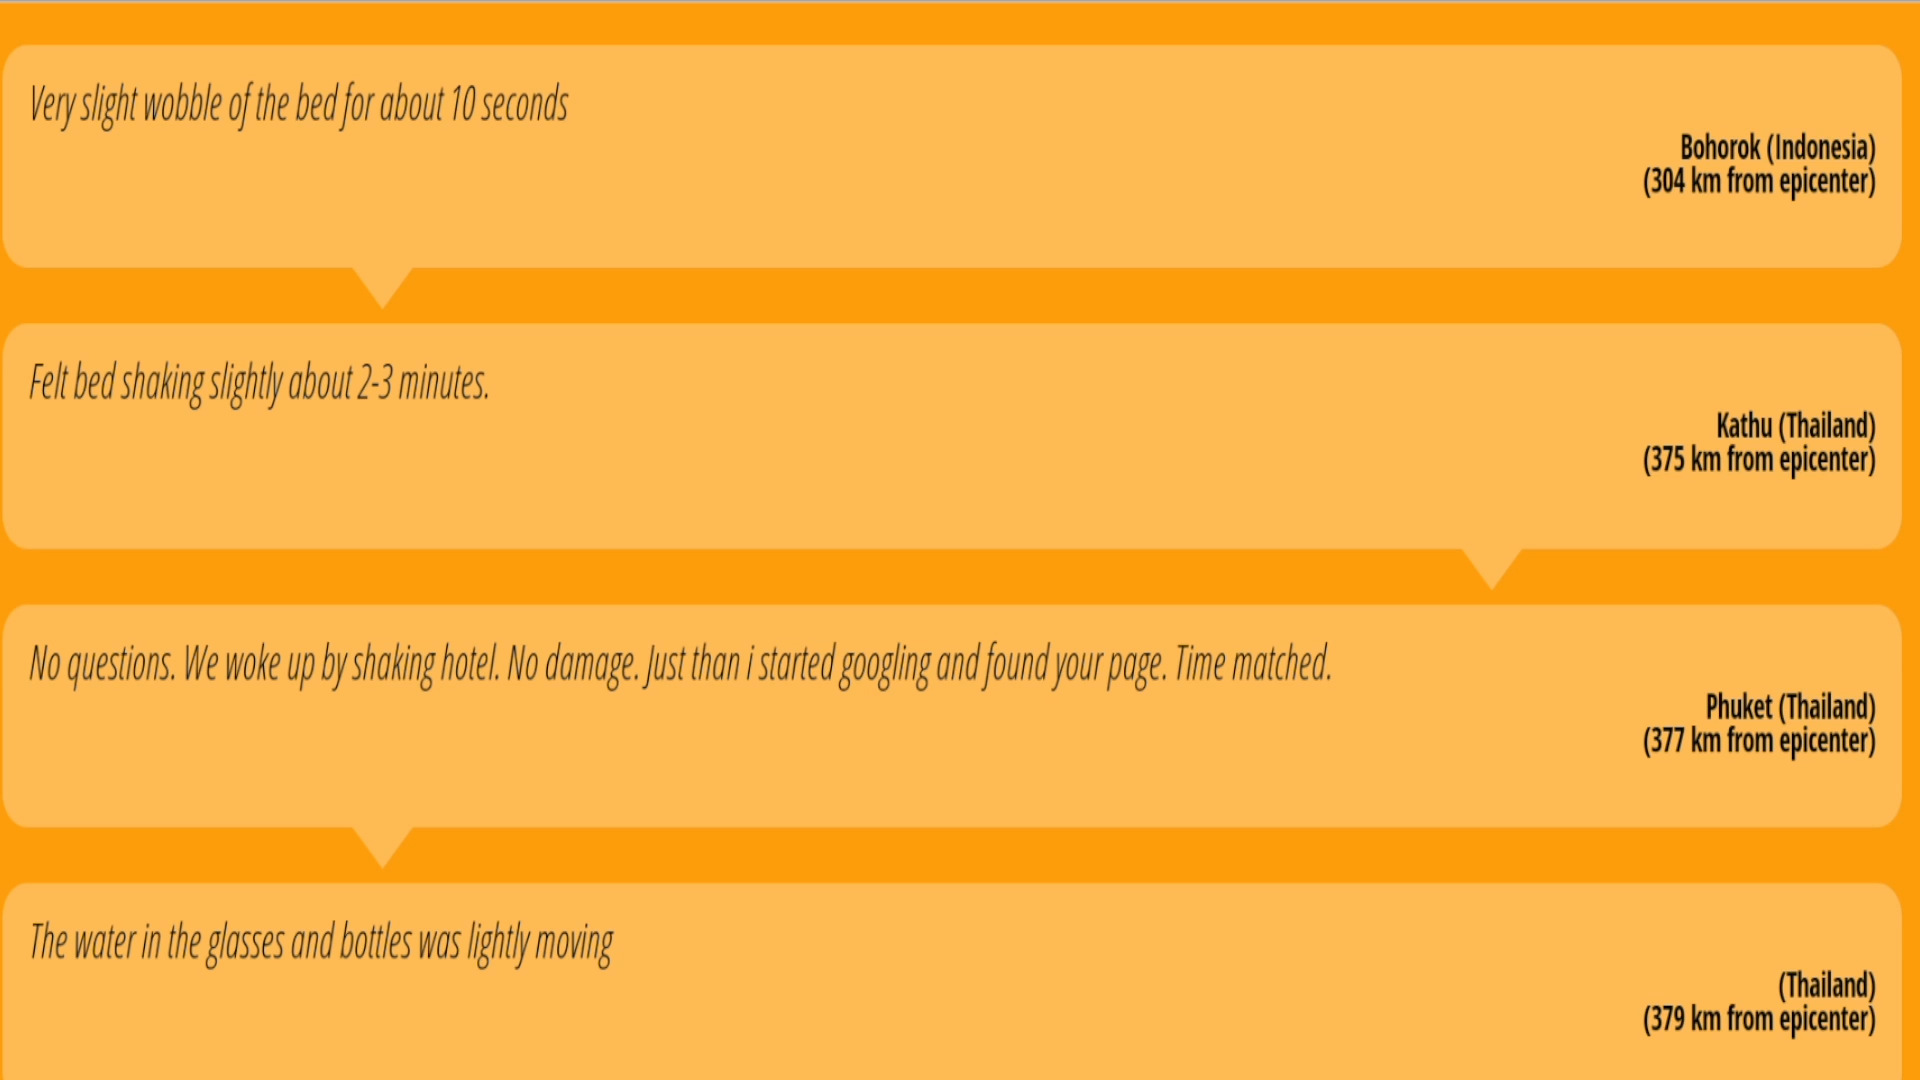 Very slight wobble of the bed for about 10 seconds
Bohorok (Indonesia)
(304 km from epicenter)
Felt bed shaking slightly about 2-3 minutes.
Kathu (Thailand)
(375 km from epicenter)
No questions. We woke up by shaking hotel. No damage. Just than i started googling and found your page. Time matched.
Phuket (Thailand)
(377 km from epicenter)
The water in the glasses and bottles was lightly moving
(Thailand)
(379 km from epicenter)